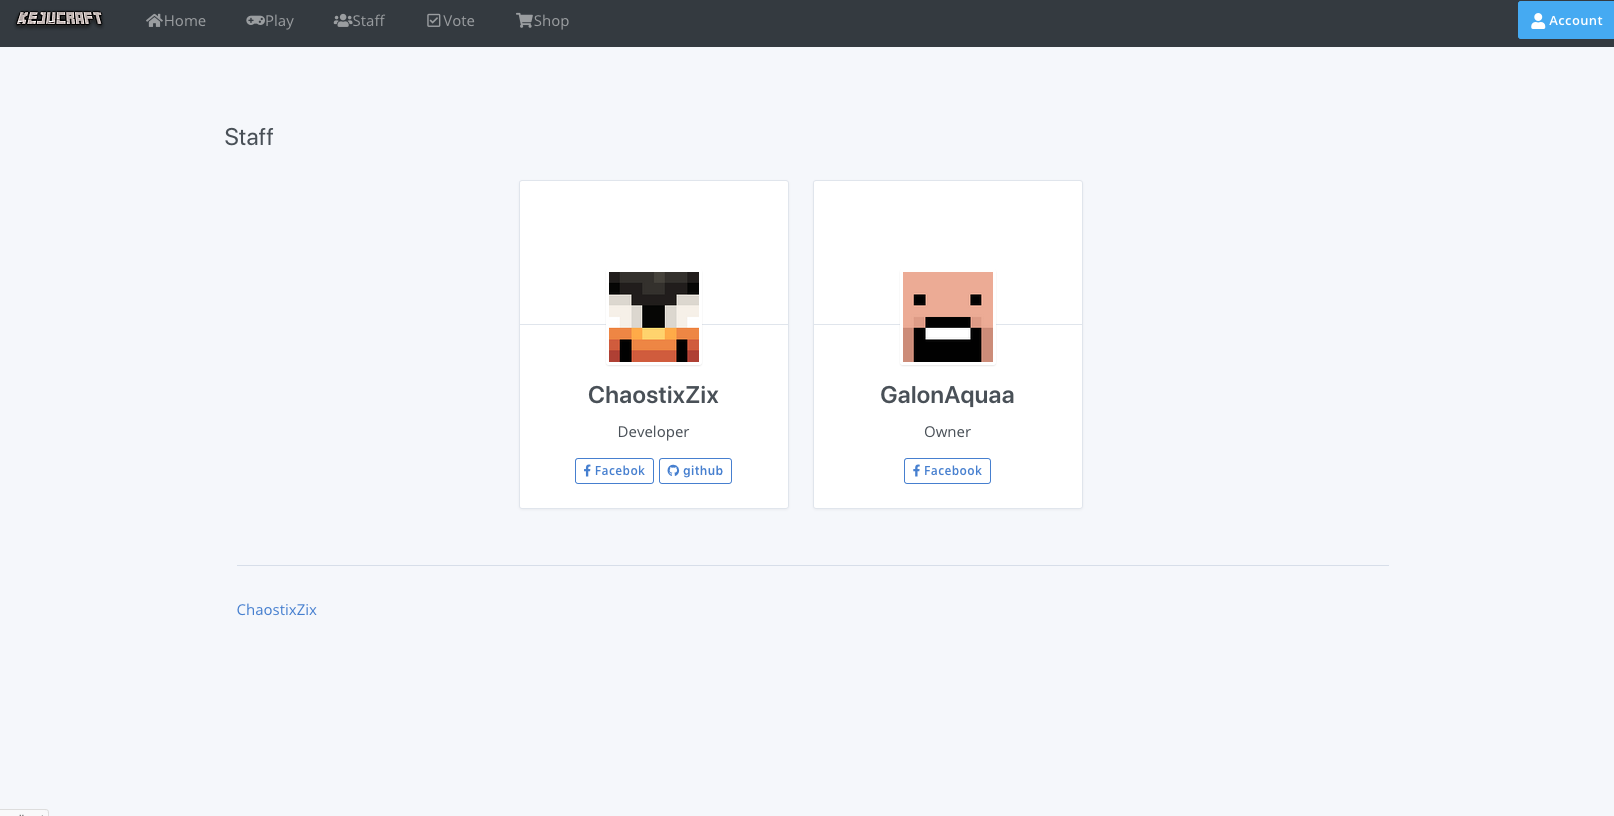 KEJUCRAFT Home Play Staff Vote Shop Account
Staff
ChaostixZix
Developer
Facebok github
GalonAquaa
Owner
Facebook
ChaostixZix